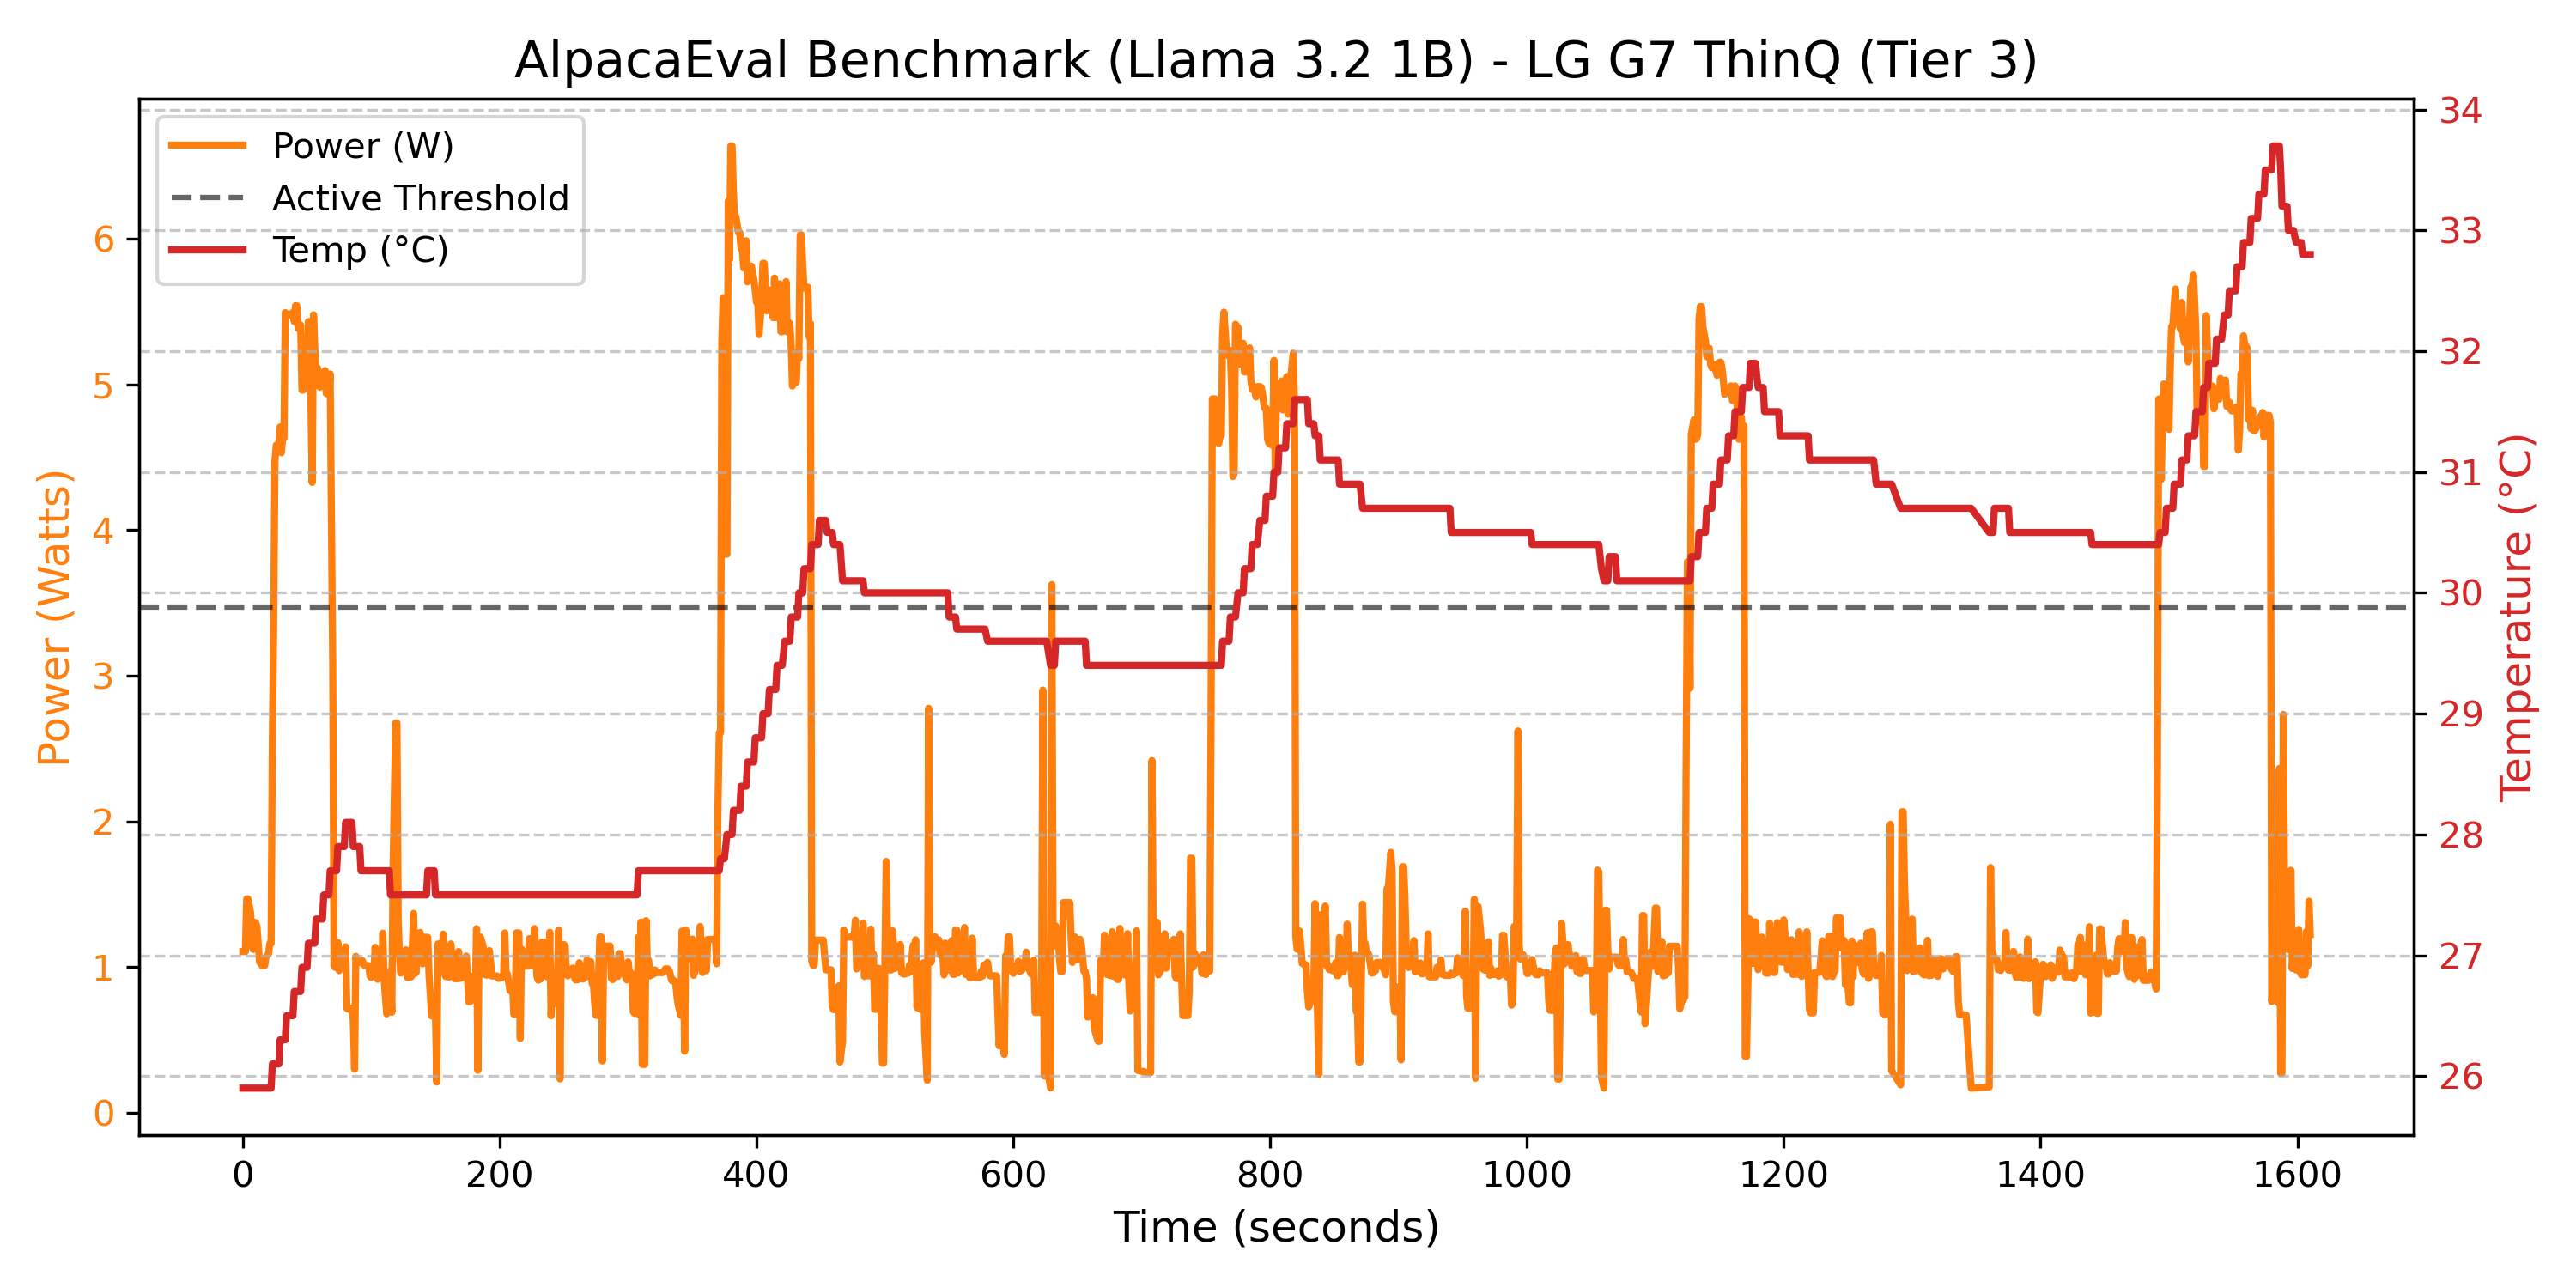 AlpacaEval Benchmark (Llama 3.2 1B) - LG G7 ThinQ (Tier 3)
Power (W)
Active Threshold
Temp (°C)
Power (Watts)
6
5
4
3
2
1
0
34
33
32
31
30
29
28
27
26
Temperature (°C)
0 200 400 600 800 1000 1200 1400 1600
Time (seconds)